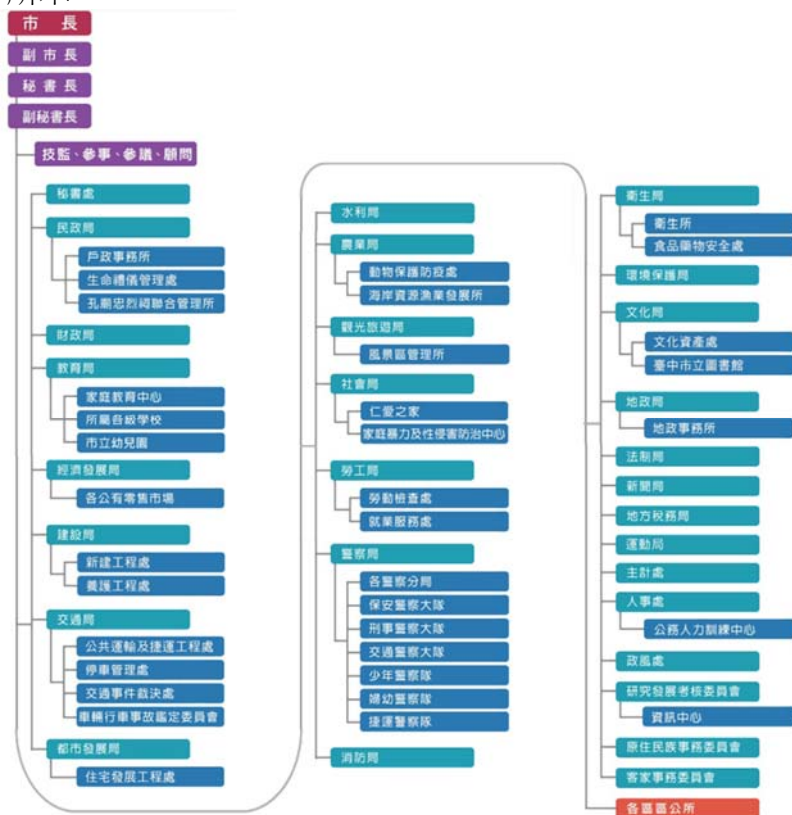 市 長
副 市 長
秘 書 長
副秘書長
技監、參事、參議、顧問
秘書處
民政局
戶政事務所
生命禮儀管理處
孔廟忠烈祠聯合管理所
財政局
教育局
家庭教育中心
所屬各級學校
市立幼兒園
經濟發展局
各公有零售市場
建設局
新建工程處
養護工程處
交通局
公共運輸及捷運工程處
停車管理處
交通事件裁決處
車輛行車事故鑑定委員會
都市發展局
住宅發展工程處
水利局
農業局
動物保護防疫處
海岸資源漁業發展所
觀光旅遊局
風景區管理所
社會局
仁愛之家
家庭暴力及性侵害防治中心
勞工局
勞動檢查處
就業服務處
警察局
各警察分局
保安警察大隊
刑事警察大隊
交通警察大隊
少年警察隊
婦幼警察隊
捷運警察隊
消防局
衛生局
衛生所
食品藥物安全處
環境保護局
文化局
文化資產處
臺中市立圖書館
地政局
地政事務所
法制局
新聞局
地方稅務局
運動局
主計處
人事處
公務人力訓練中心
政風處
研究發展考核委員會
資訊中心
原住民族事務委員會
客家事務委員會
各區區公所